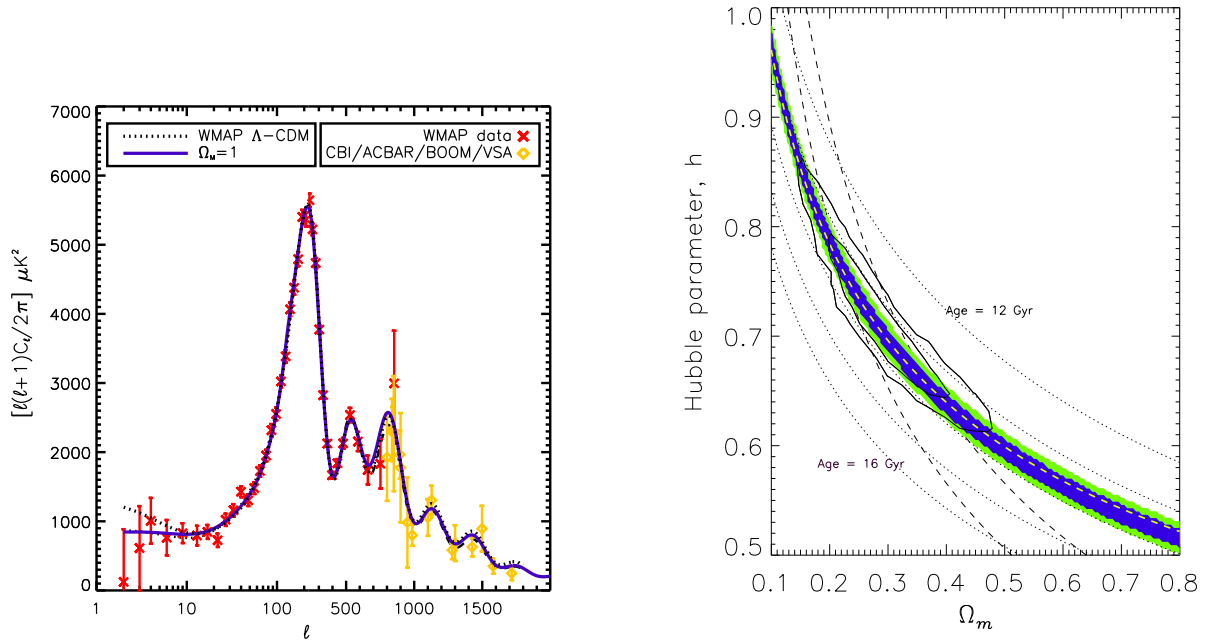 7000
6000
5000
4000
3000
2000
1000
0
[ℓ(ℓ+1)Cℓ/2π] μK²
WMAP Λ−CDM
Ωм=1
WMAP data
CBI/ACBAR/BOOM/VSA
1 10 100 500 1000 1500
ℓ
1.0
0.9
0.8
0.7
0.6
0.5
Hubble parameter, h
Age = 12 Gyr
Age = 16 Gyr
0.1 0.2 0.3 0.4 0.5 0.6 0.7 0.8
Ωm